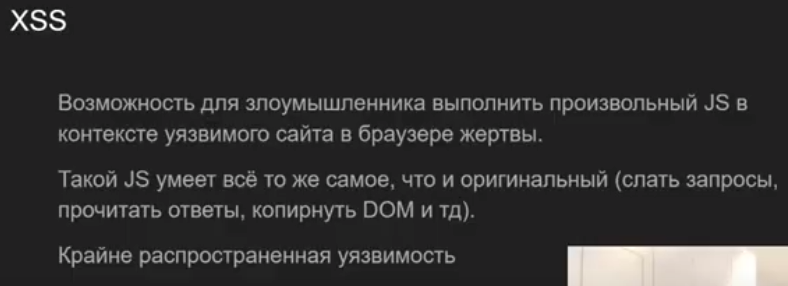 XSS
Возможность для злоумышленника выполнить произвольный JS в
контексте уязвимого сайта в браузере жертвы.
Такой JS умеет всё то же самое, что и оригинальный (слать запросы,
прочитать ответы, копирнуть DOM и тд).
Крайне распространенная уязвимость